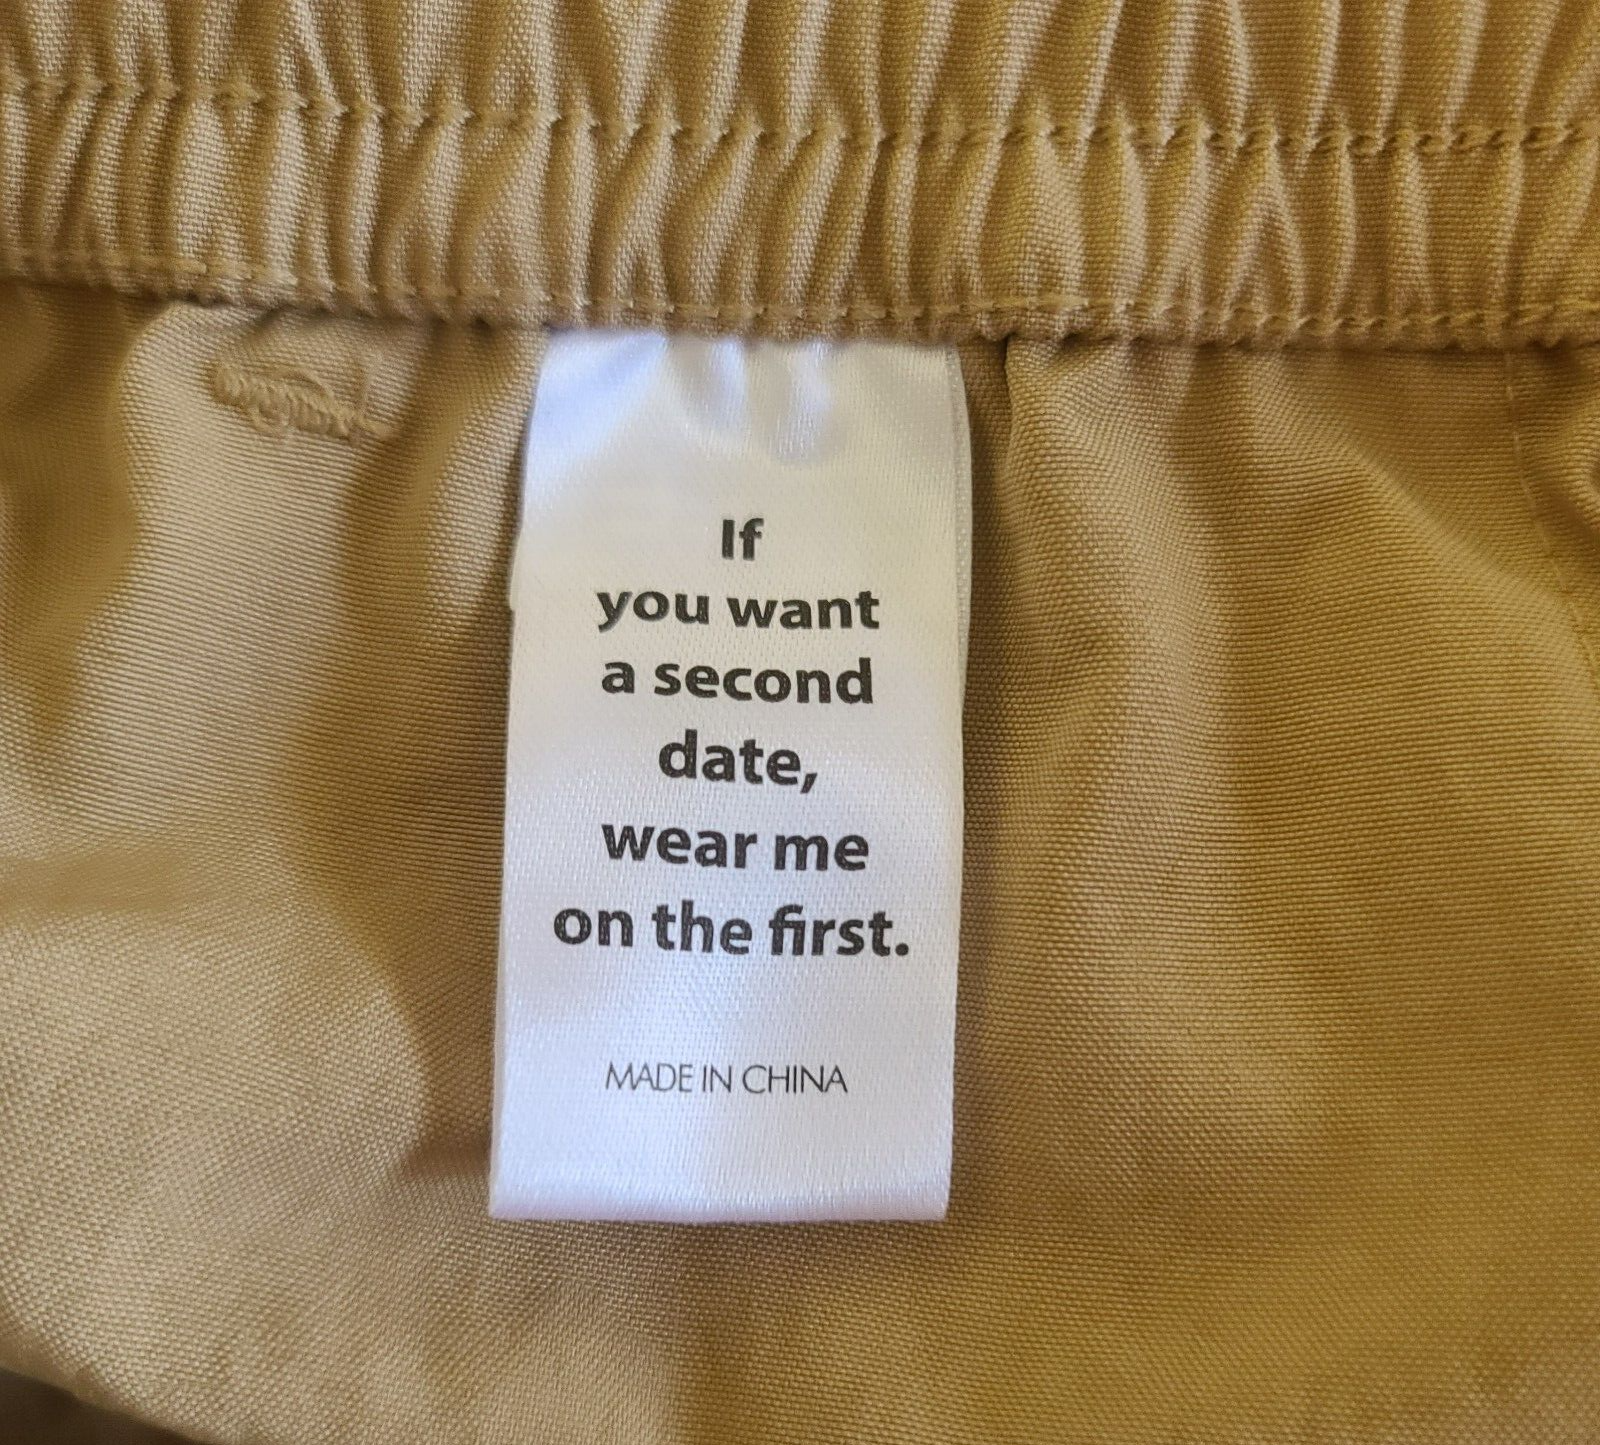 If
you want
a second
date,
wear me
on the first.
MADE IN CHINA